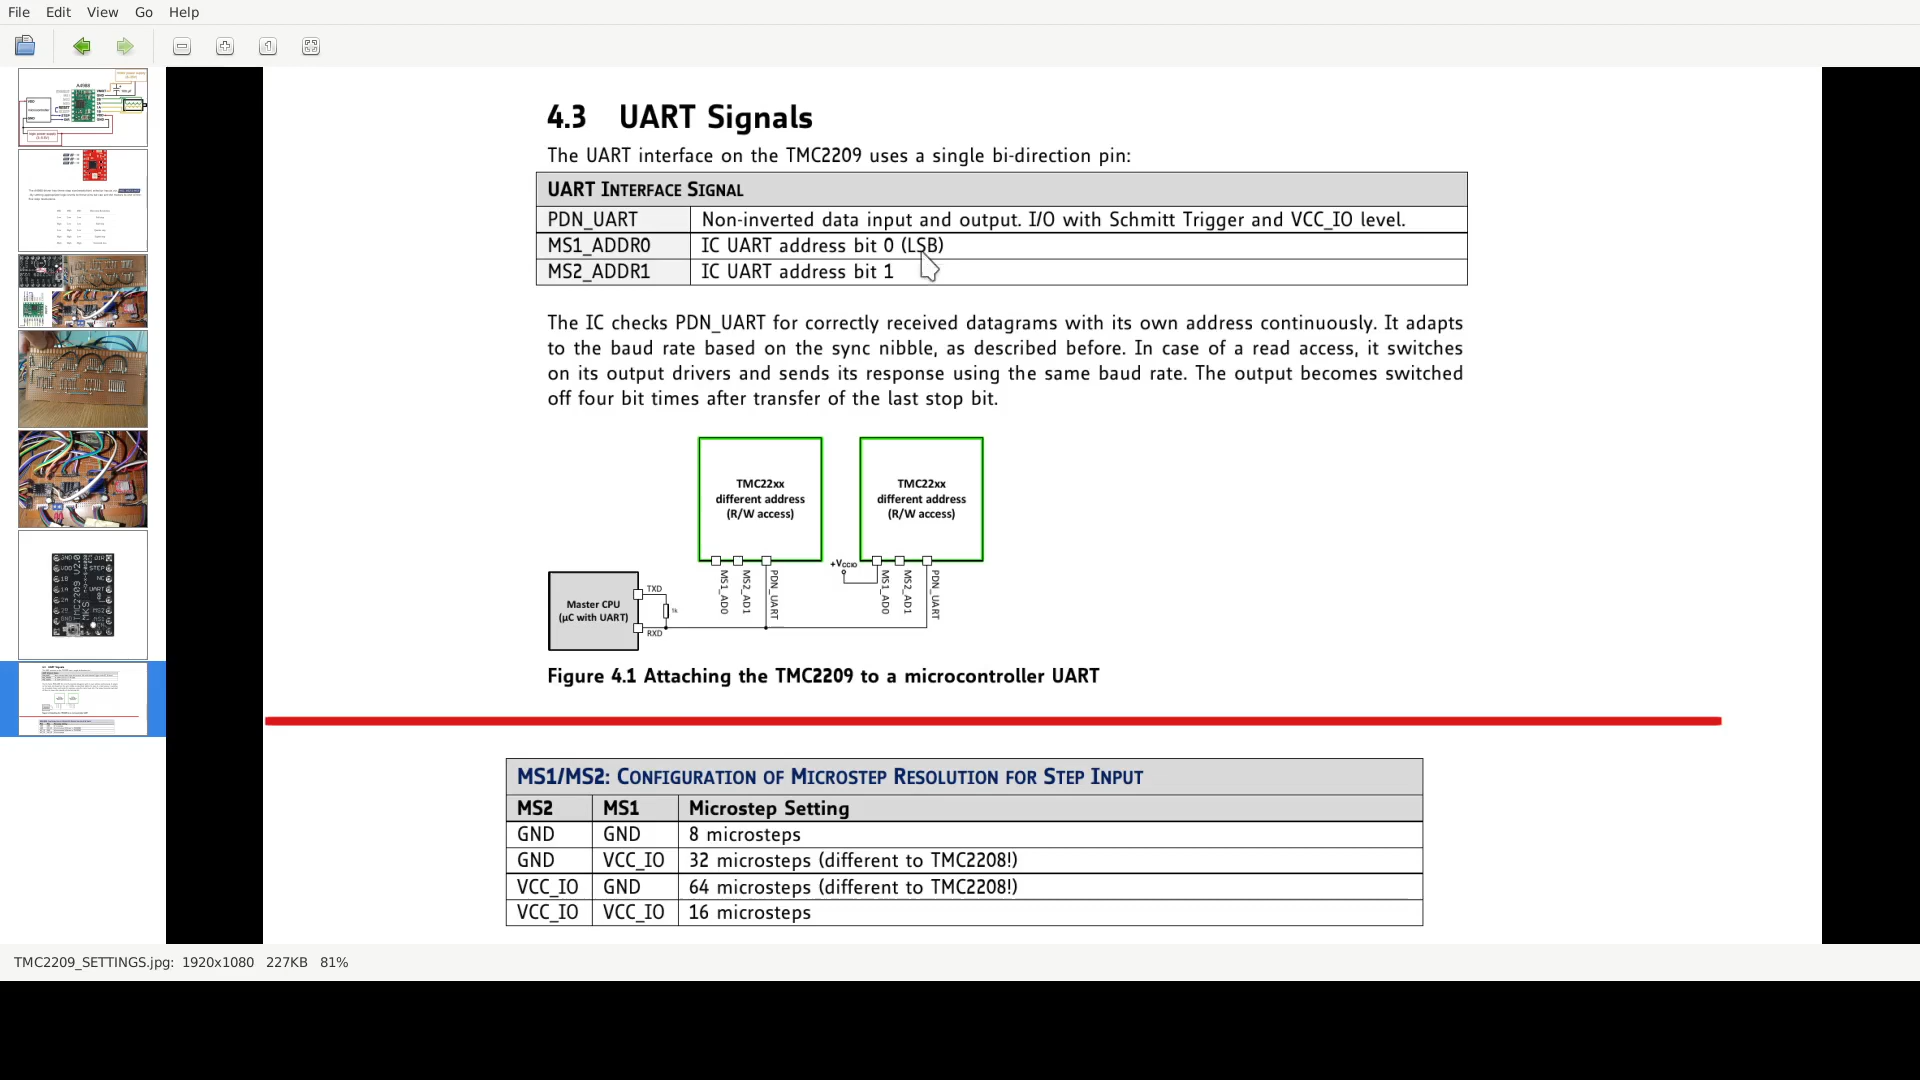 File Edit View Go Help
4.3 UART Signals
The UART interface on the TMC2209 uses a single bi-direction pin:
UART INTERFACE SIGNAL
PDN_UART Non-inverted data input and output. I/O with Schmitt Trigger and VCC_IO level.
MS1_ADDR0 IC UART address bit 0 (LSB)
MS2_ADDR1 IC UART address bit 1
The IC checks PDN_UART for correctly received datagrams with its own address continuously. It adapts
to the baud rate based on the sync nibble, as described before. In case of a read access, it switches
on its output drivers and sends its response using the same baud rate. The output becomes switched
off four bit times after transfer of the last stop bit.
TMC22xx
different address
(R/W access)
TMC22xx
different address
(R/W access)
+VCCIO
MS1_AD0
MS2_AD1
PDN_UART
MS1_AD0
MS2_AD1
PDN_UART
Master CPU
(µC with UART)
TXD
1k
RXD
Figure 4.1 Attaching the TMC2209 to a microcontroller UART
MS1/MS2: CONFIGURATION OF MICROSTEP RESOLUTION FOR STEP INPUT
MS2 MS1 Microstep Setting
GND GND 8 microsteps
GND VCC_IO 32 microsteps (different to TMC2208!)
VCC_IO GND 64 microsteps (different to TMC2208!)
VCC_IO VCC_IO 16 microsteps
TMC2209_SETTINGS.jpg: 1920x1080 227KB 81%